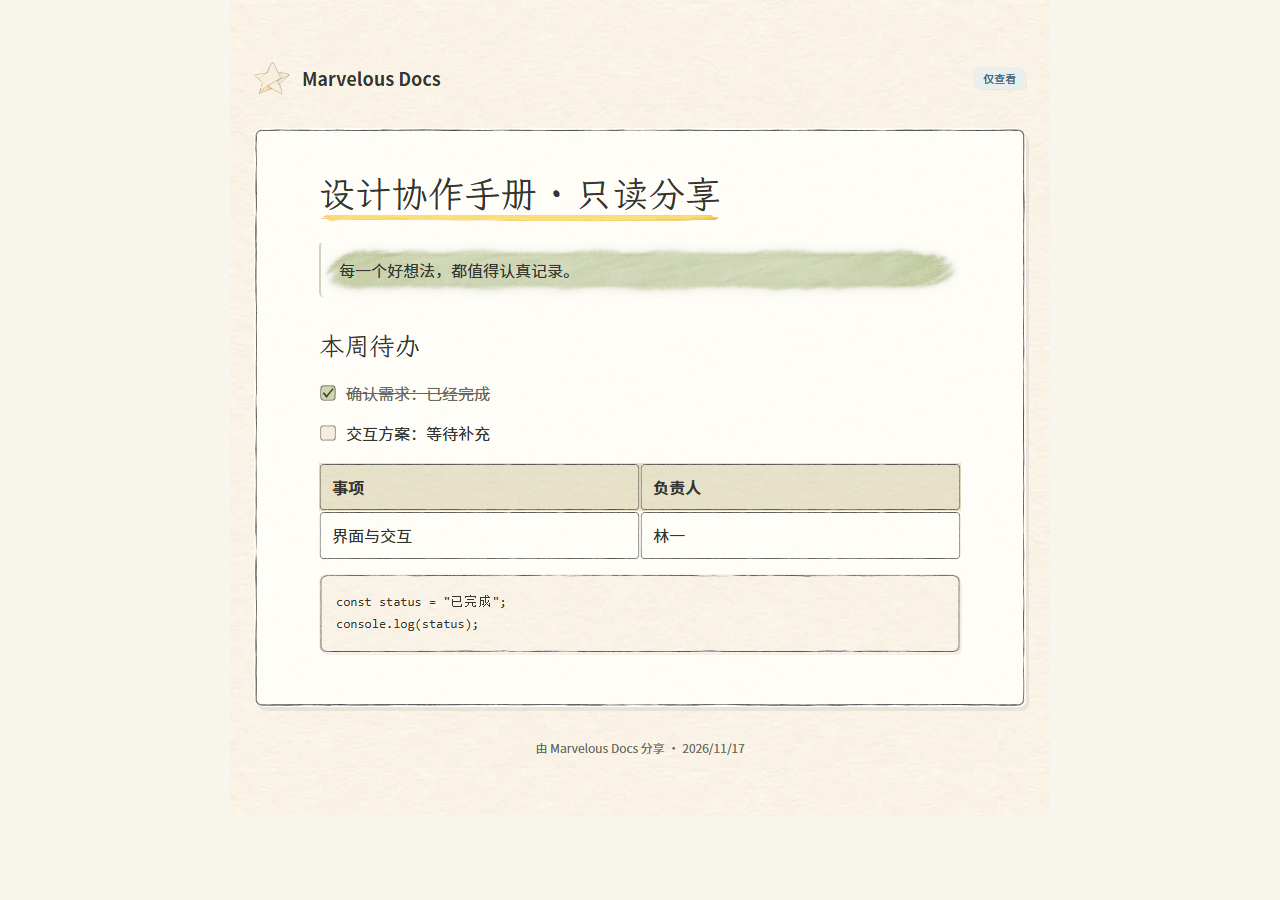 Marvelous Docs
仅查看
设计协作手册・只读分享
每一个好想法，都值得认真记录。
本周待办
确认需求：已经完成
交互方案：等待补充
事项 负责人
界面与交互 林一
const status = "已完成";
console.log(status);
由 Marvelous Docs 分享 · 2026/11/17